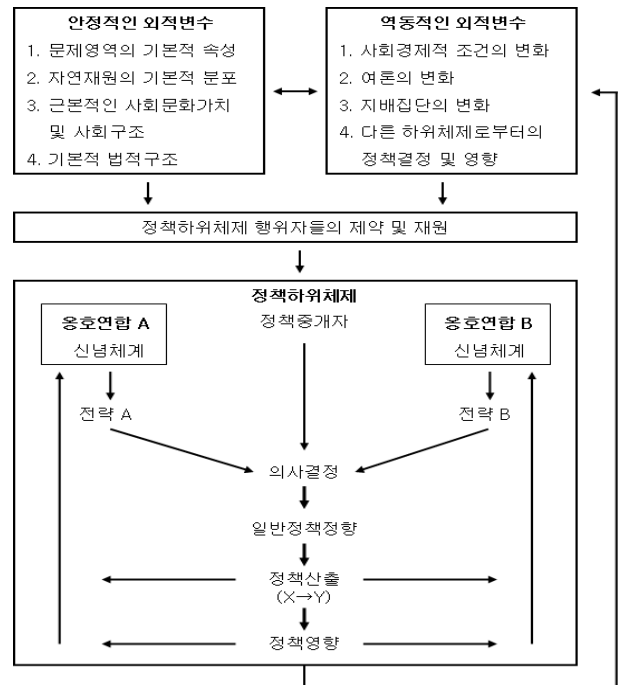 안정적인 외적변수
1. 문제영역의 기본적 속성
2. 자연재원의 기본적 분포
3. 근본적인 사회문화가치
및 사회구조
4. 기본적 법적구조
역동적인 외적변수
1. 사회경제적 조건의 변화
2. 여론의 변화
3. 지배집단의 변화
4. 다른 하위체제로부터의
정책결정 및 영향
정책하위체제 행위자들의 제약 및 재원
정책하위체제
옹호연합 A
신념체계
정책중개자
옹호연합 B
신념체계
전략 A
전략 B
의사결정
일반정책정향
정책산출
(X→Y)
정책영향